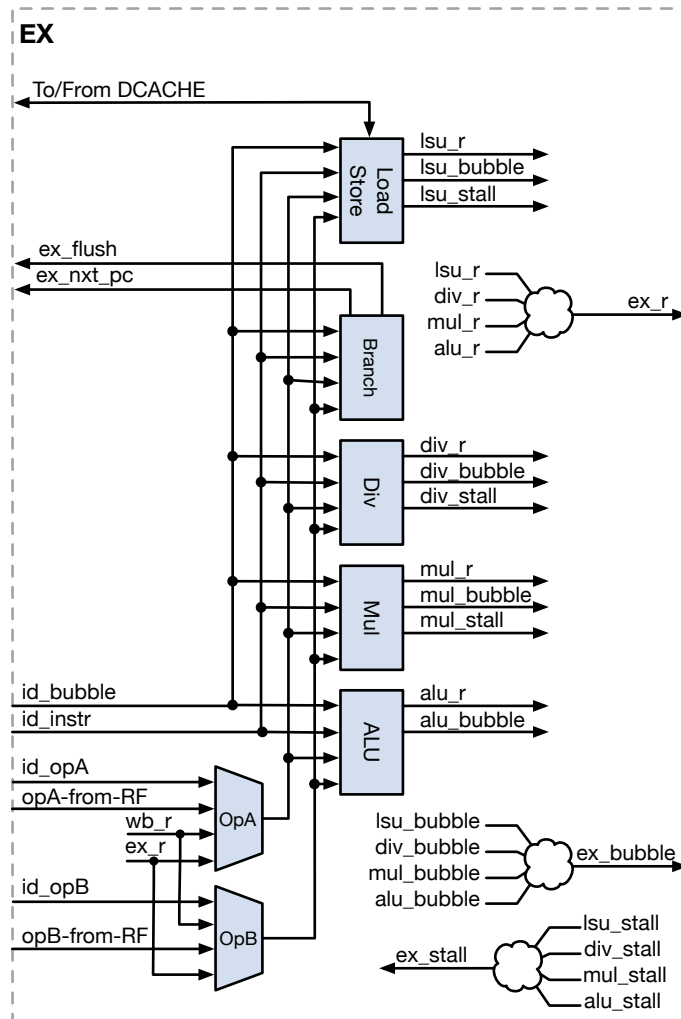 EX
To/From DCACHE
lsu_r
lsu_bubble
lsu_stall
Load
Store
ex_flush
ex_nxt_pc
Branch
lsu_r
div_r
mul_r
alu_r
ex_r
Div
div_r
div_bubble
div_stall
Mul
mul_r
mul_bubble
mul_stall
id_bubble
id_instr
ALU
alu_r
alu_bubble
id_opA
opA-from-RF
wb_r
ex_r
OpA
id_opB
opB-from-RF
OpB
lsu_bubble
div_bubble
mul_bubble
alu_bubble
ex_bubble
ex_stall
lsu_stall
div_stall
mul_stall
alu_stall